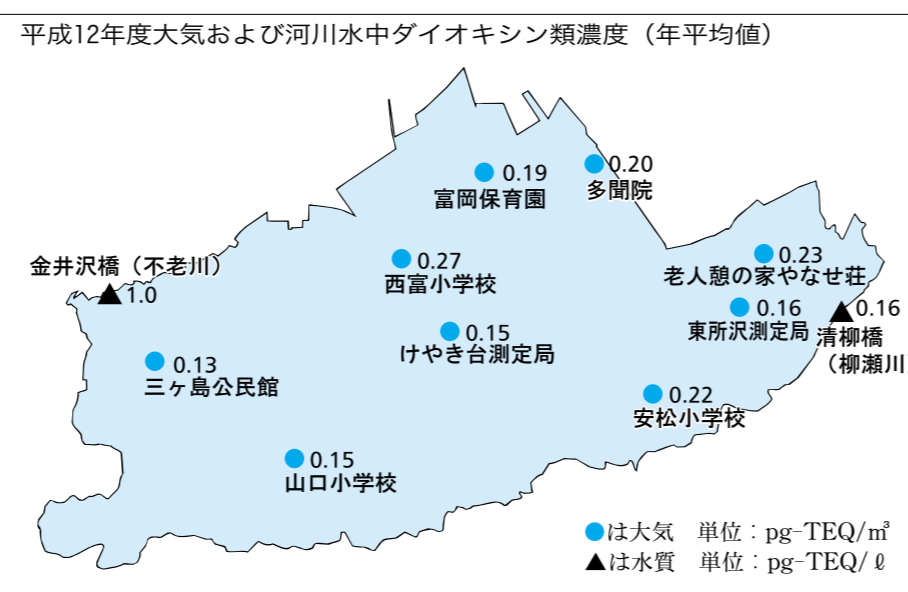 平成12年度大気および河川水中ダイオキシン類濃度（年平均値）
0.19
富岡保育園
0.20
多聞院
金井沢橋（不老川）
1.0
0.27
西富小学校
0.23
老人憩の家やなせ荘
0.16
東所沢測定局
0.16
清柳橋
（柳瀬川
0.15
けやき台測定局
0.13
三ヶ島公民館
0.22
安松小学校
0.15
山口小学校
●は大気　単位：pg-TEQ/㎥
▲は水質　単位：pg-TEQ/ℓ